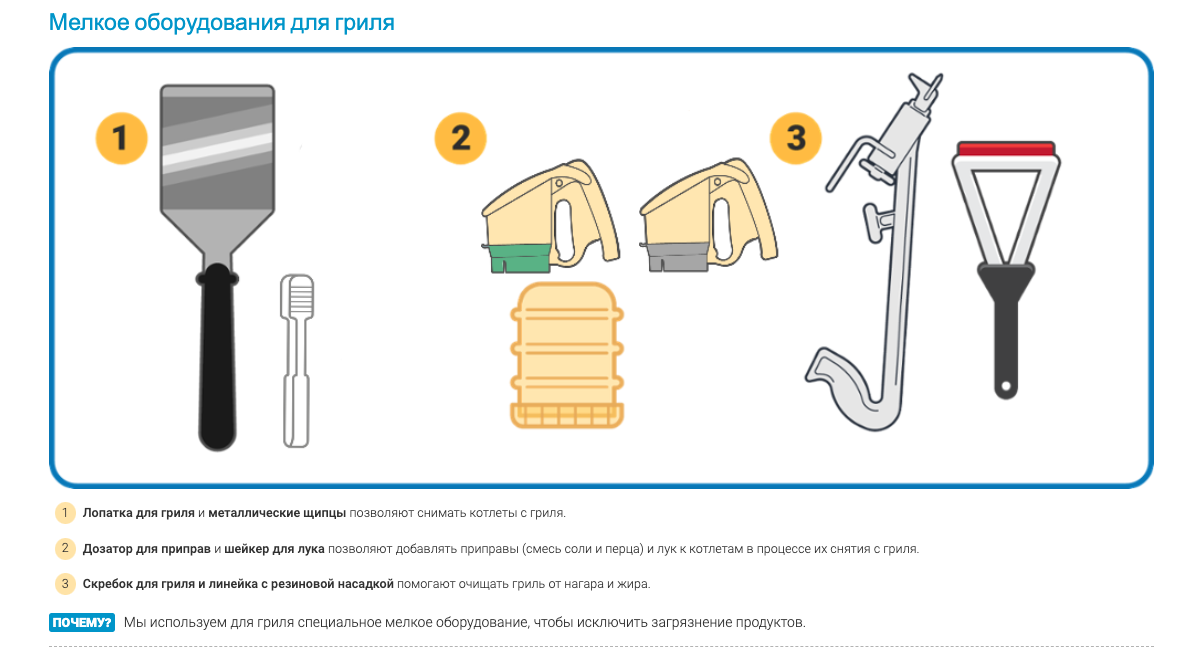 Мелкое оборудования для гриля
1
2
3
1 Лопатка для гриля и металлические щипцы позволяют снимать котлеты с гриля.
2 Дозатор для приправ и шейкер для лука позволяют добавлять приправы (смесь соли и перца) и лук к котлетам в процессе их снятия с гриля.
3 Скребок для гриля и линейка с резиновой насадкой помогают очищать гриль от нагара и жира.
ПОЧЕМУ? Мы используем для гриля специальное мелкое оборудование, чтобы исключить загрязнение продуктов.